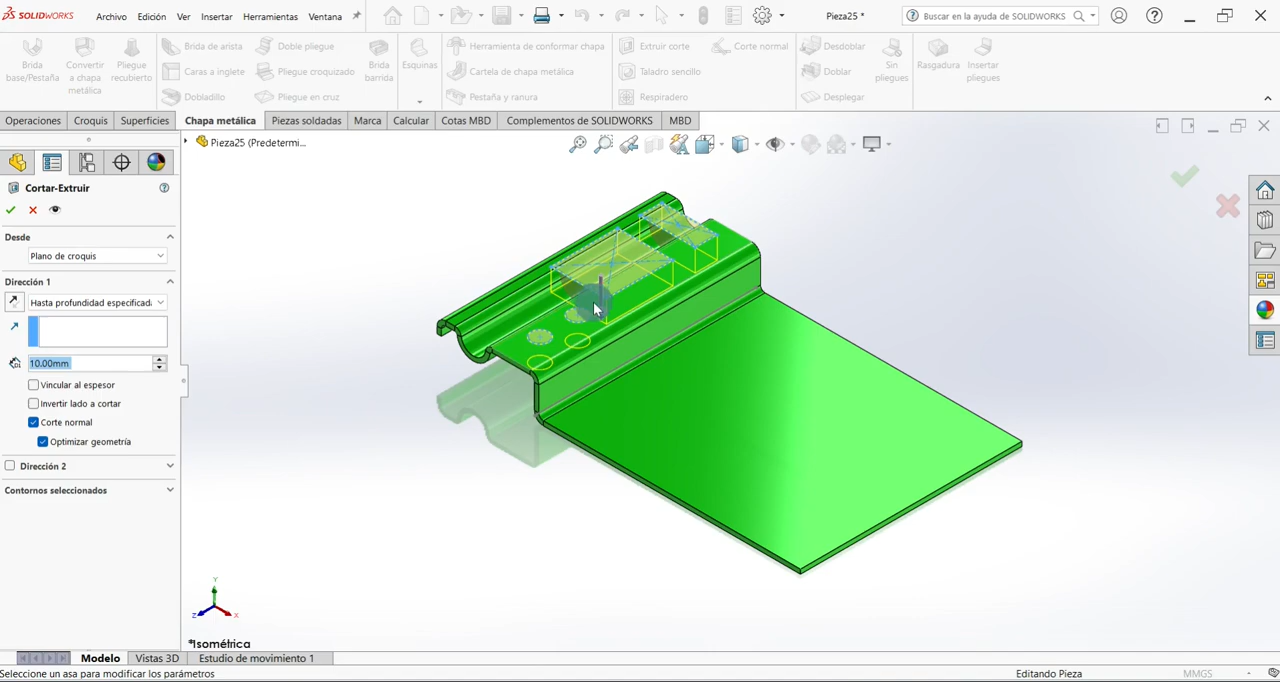 SOLIDWORKS
Archivo Edición Ver Insertar Herramientas Ventana
Pieza25 *
Buscar en la ayuda de SOLIDWORKS
Brida base/Pestaña
Convertir a chapa metálica
Pliegue recubierto
Brida de arista
Caras a inglete
Dobladillo
Doble pliegue
Pliegue croquizado
Pliegue en cruz
Brida barrida
Esquinas
Herramienta de conformar chapa
Cartela de chapa metálica
Pestaña y ranura
Extruir corte
Taladro sencillo
Respiradero
Corte normal
Desdoblar
Doblar
Desplegar
Sin pliegues
Rasgadura
Insertar pliegues
Operaciones Croquis Superficies Chapa metálica Piezas soldadas Marca Calcular Cotas MBD Complementos de SOLIDWORKS MBD
Pieza25 (Predetermi...
Cortar-Extruir
Desde
Plano de croquis
Dirección 1
Hasta profundidad especificada
10.00mm
Vincular al espesor
Invertir lado a cortar
Corte normal
Optimizar geometría
Dirección 2
Contornos seleccionados
Y
Z
X
*Isométrica
Modelo Vistas 3D Estudio de movimiento 1
Seleccione un asa para modificar los parámetros
Editando Pieza
MMGS